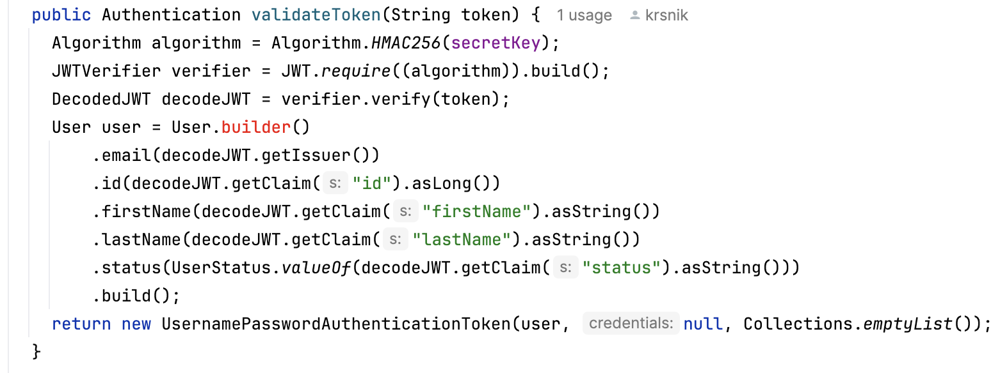 public Authentication validateToken(String token) { 1 usage krsnik
Algorithm algorithm = Algorithm.HMAC256(secretKey);
JWTVerifier verifier = JWT.require((algorithm)).build();
DecodedJWT decodeJWT = verifier.verify(token);
User user = User.builder()
.email(decodeJWT.getIssuer())
.id(decodeJWT.getClaim( s: "id").asLong())
.firstName(decodeJWT.getClaim( s: "firstName").asString())
.lastName(decodeJWT.getClaim( s: "lastName").asString())
.status(UserStatus.valueOf(decodeJWT.getClaim( s: "status").asString()))
.build();
return new UsernamePasswordAuthenticationToken(user, credentials: null, Collections.emptyList());
}